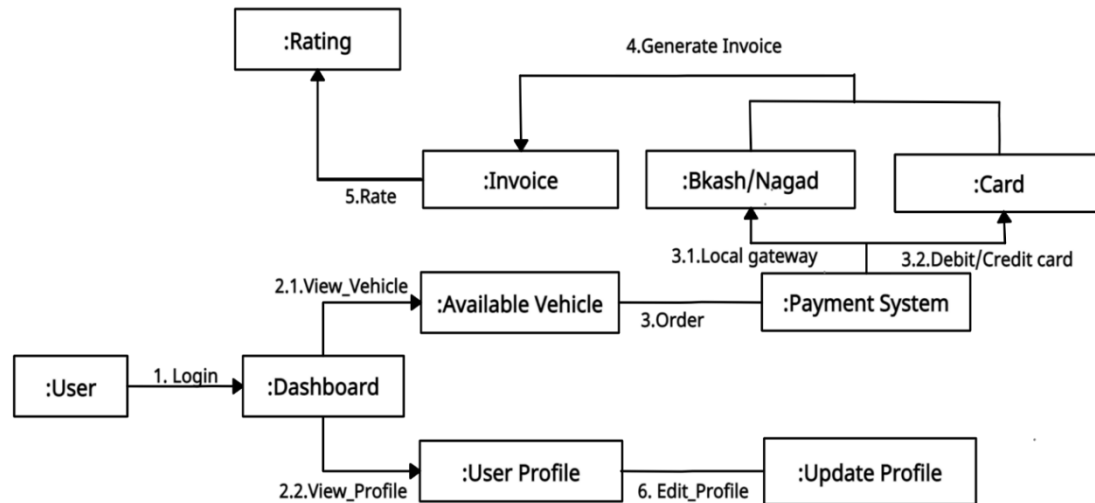 :Rating
4.Generate Invoice
:Invoice
:Bkash/Nagad
:Card
5.Rate
3.1.Local gateway
3.2.Debit/Credit card
2.1.View_Vehicle
:Available Vehicle
3.Order
:Payment System
:User
1. Login
:Dashboard
:User Profile
:Update Profile
2.2.View_Profile
6. Edit_Profile